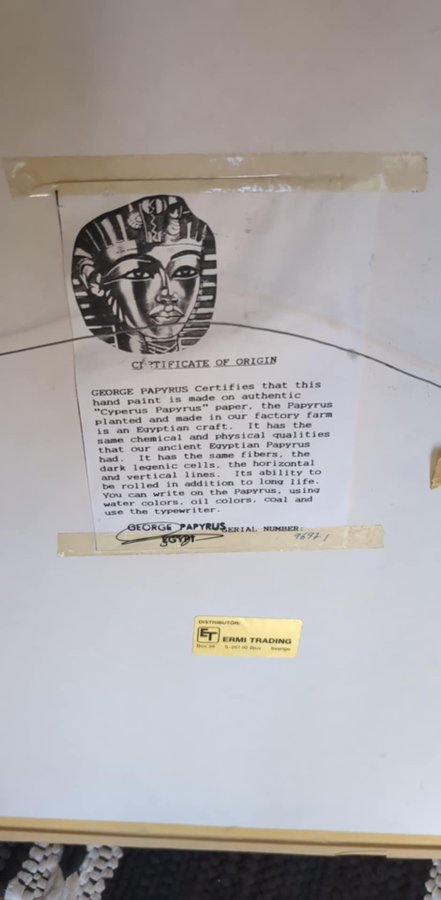 CERTIFICATE OF ORIGIN
GEORGE PAPYRUS Certifies that this
hand paint is made on authentic
"Cyperus Papyrus" paper, the Papyrus
planted and made in our factory farm
is an Egyptian craft. It has the
same chemical and physical qualities
that our ancient Egyptian Papyrus
had. It has the same fibers, the
dark legenic cells, the horizontal
and vertical lines. Its ability to
be rolled in addition to long life.
You can write on the Papyrus, using
water colors, oil colors, coal and
use the typewriter.
GEORGE PAPYRUS SERIAL NUMBER:
EGYPT
DISTRIBUTOR:
ET ERMI TRADING
Box Sverige